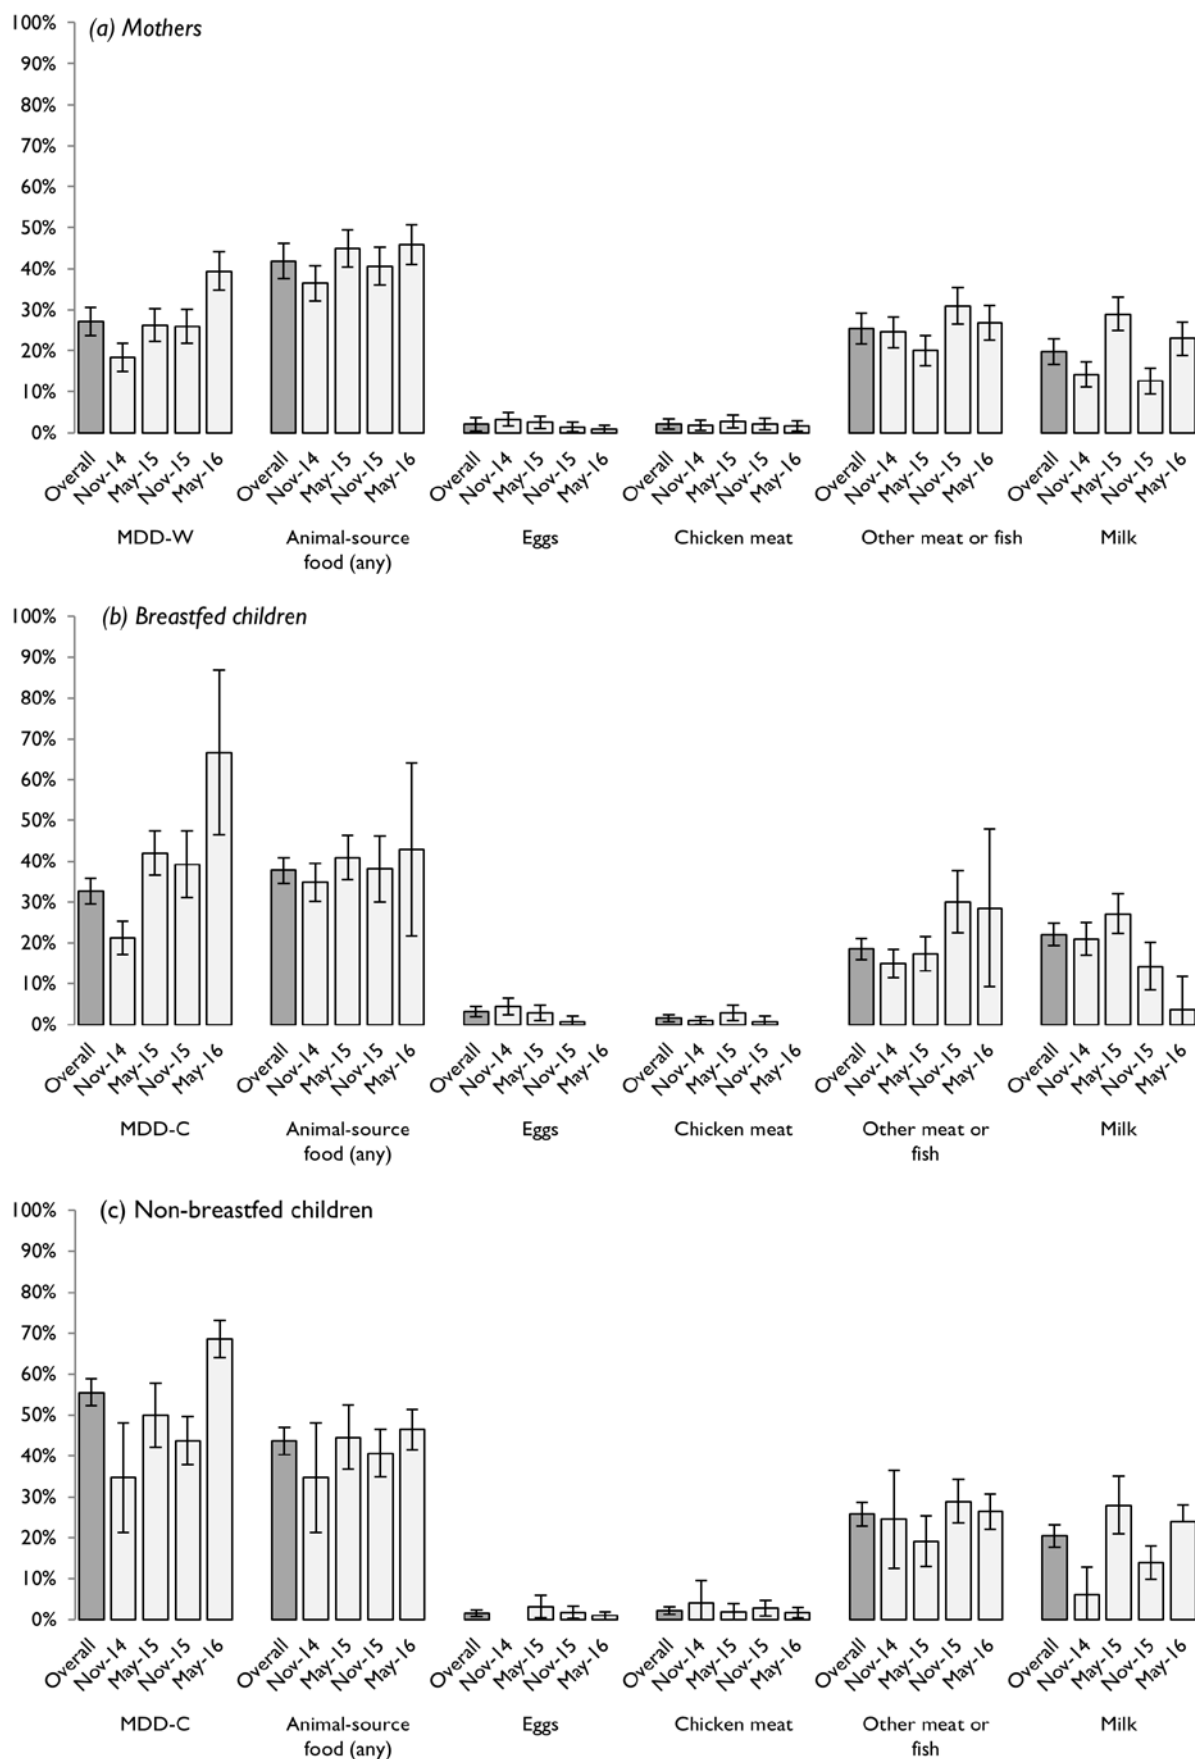 (a) Mothers
100%
90%
80%
70%
60%
50%
40%
30%
20%
10%
0%
Overall Nov-14 May-15 Nov-15 May-16 Overall Nov-14 May-15 Nov-15 May-16 Overall Nov-14 May-15 Nov-15 May-16 Overall Nov-14 May-15 Nov-15 May-16 Overall Nov-14 May-15 Nov-15 May-16 Overall Nov-14 May-15 Nov-15 May-16
MDD-W Animal-source Eggs Chicken meat Other meat or fish Milk
food (any)
(b) Breastfed children
100%
90%
80%
70%
60%
50%
40%
30%
20%
10%
0%
Overall Nov-14 May-15 Nov-15 May-16 Overall Nov-14 May-15 Nov-15 May-16 Overall Nov-14 May-15 Nov-15 May-16 Overall Nov-14 May-15 Nov-15 May-16 Overall Nov-14 May-15 Nov-15 May-16 Overall Nov-14 May-15 Nov-15 May-16
MDD-C Animal-source Eggs Chicken meat Other meat or Milk
food (any) fish
(c) Non-breastfed children
100%
90%
80%
70%
60%
50%
40%
30%
20%
10%
0%
Overall Nov-14 May-15 Nov-15 May-16 Overall Nov-14 May-15 Nov-15 May-16 Overall Nov-14 May-15 Nov-15 May-16 Overall Nov-14 May-15 Nov-15 May-16 Overall Nov-14 May-15 Nov-15 May-16 Overall Nov-14 May-15 Nov-15 May-16
MDD-C Animal-source Eggs Chicken meat Other meat or Milk
food (any) fish